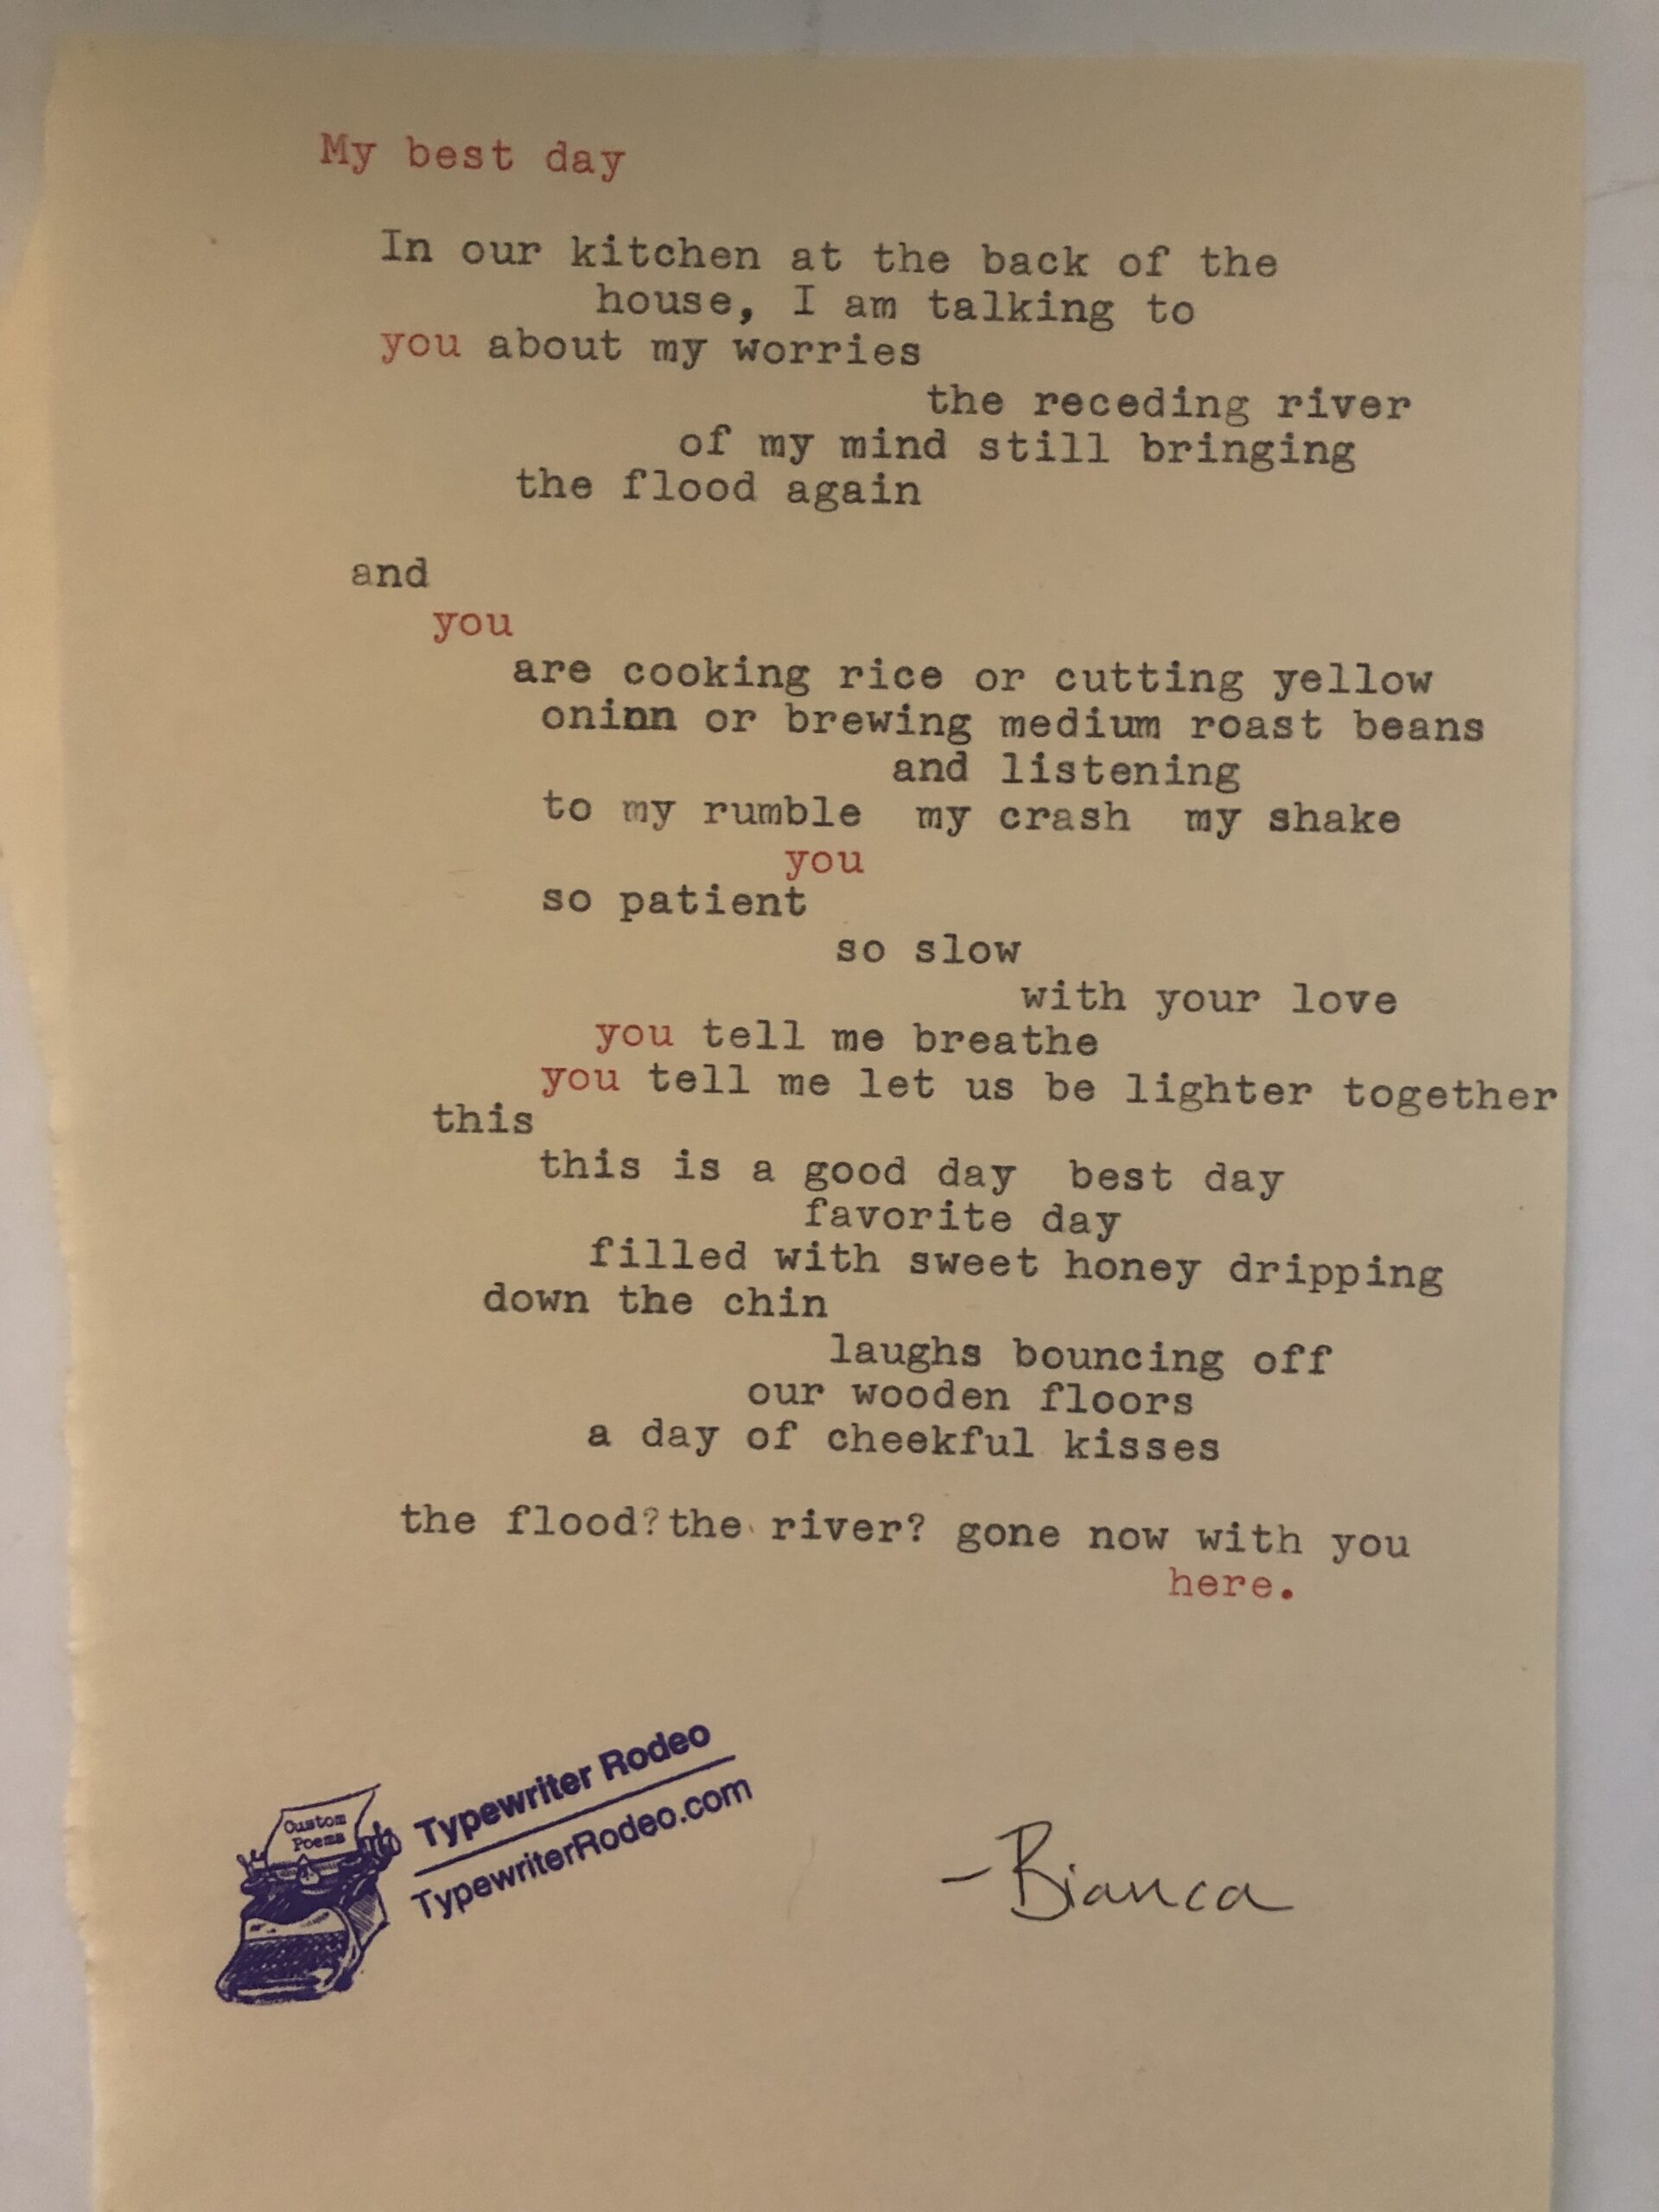 My best day
In our kitchen at the back of the
house, I am talking to
you about my worries
the receding river
of my mind still bringing
the flood again
and
you
are cooking rice or cutting yellow
oninn or brewing medium roast beans
and listening
to my rumble my crash my shake
you
so patient
so slow
with your love
you tell me breathe
you tell me let us be lighter together
this
this is a good day best day
favorite day
filled with sweet honey dripping
down the chin
laughs bouncing off
our wooden floors
a day of cheekful kisses
the flood?the river? gone now with you
here.
Custom
Poems
Typewriter Rodeo
TypewriterRodeo.com
-Bianca